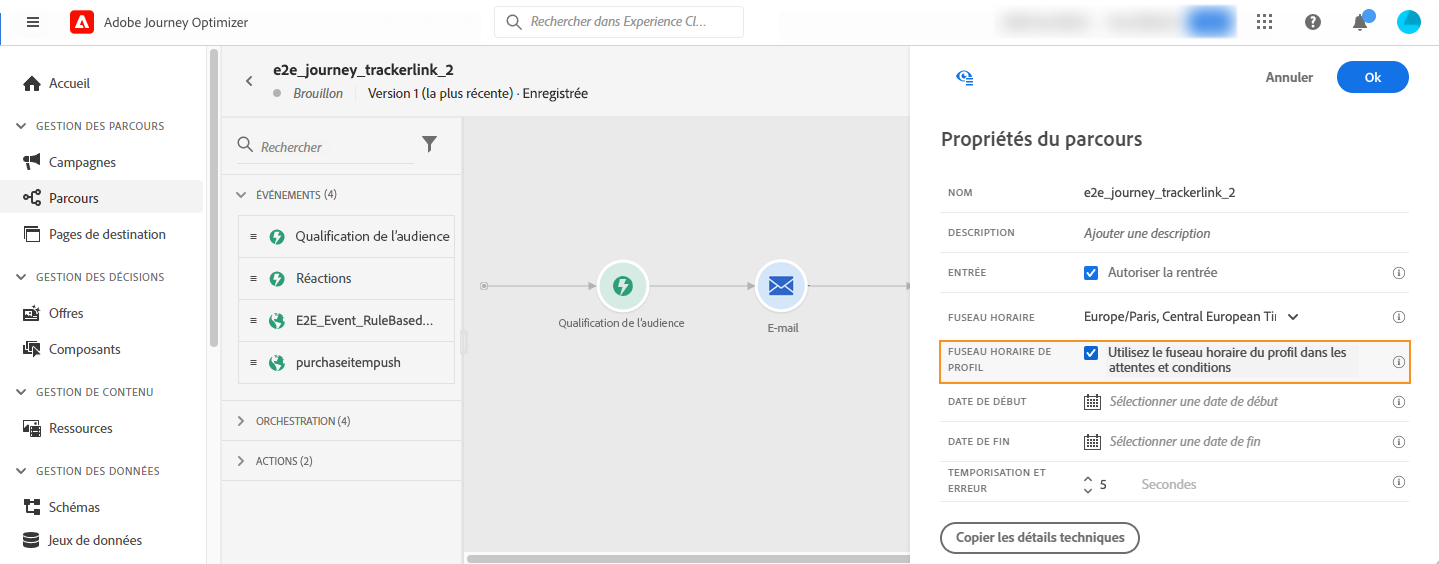 Adobe Journey Optimizer
Rechercher dans Experience Cl...
Accueil
GESTION DES PARCOURS
Campagnes
Parcours
Pages de destination
GESTION DES DÉCISIONS
Offres
Composants
GESTION DE CONTENU
Ressources
GESTION DES DONNÉES
Schémas
Jeux de données
e2e_journey_trackerlink_2
Brouillon
Version 1 (la plus récente) · Enregistrée
Rechercher
ÉVÉNEMENTS (4)
Qualification de l’audience
Réactions
E2E_Event_RuleBased...
purchaseitempush
ORCHESTRATION (4)
ACTIONS (2)
Qualification de l’audience
E-mail
Annuler
Ok
Propriétés du parcours
NOM
e2e_journey_trackerlink_2
DESCRIPTION
Ajouter une description
ENTRÉE
Autoriser la rentrée
FUSEAU HORAIRE
Europe/Paris, Central European Ti
FUSEAU HORAIRE DE
PROFIL
Utilisez le fuseau horaire du profil dans les
attentes et conditions
DATE DE DÉBUT
Sélectionner une date de début
DATE DE FIN
Sélectionner une date de fin
TEMPORISATION ET
ERREUR
5 Secondes
Copier les détails techniques